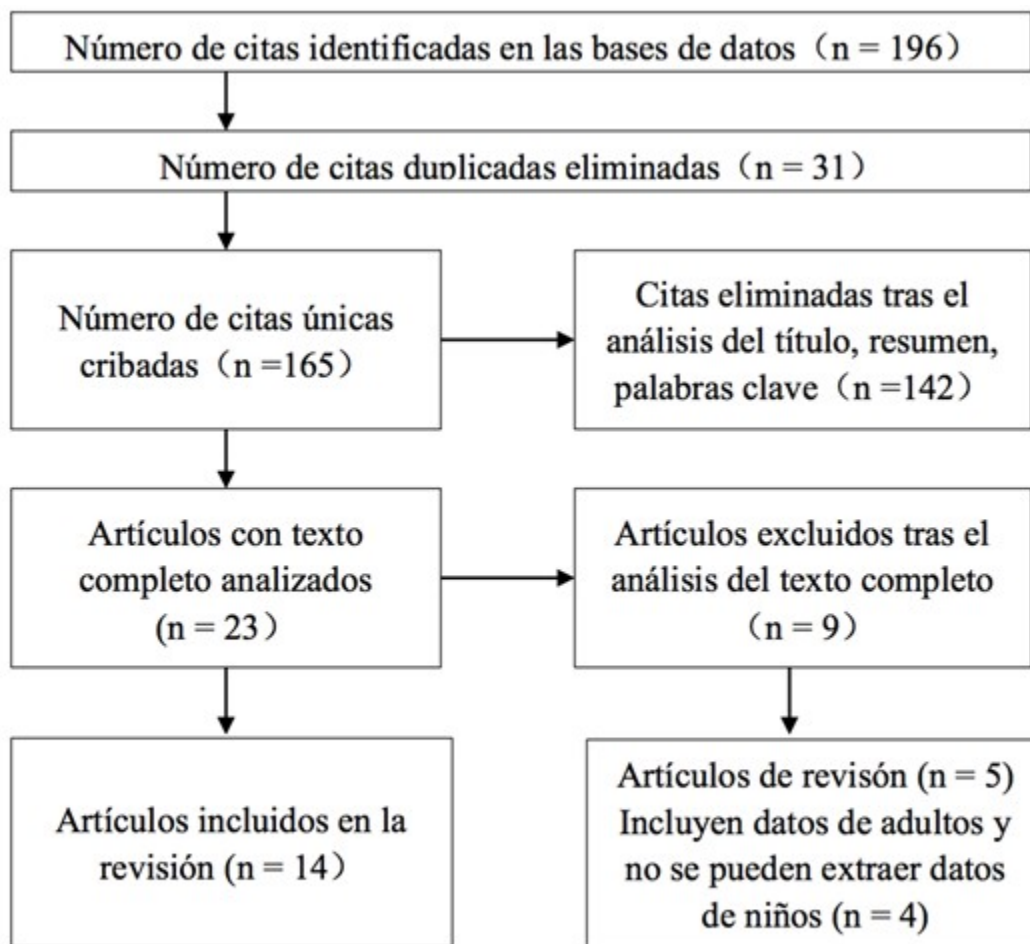 Número de citas identificadas en las bases de datos（n = 196）
Número de citas duplicadas eliminadas（n = 31）
Número de citas únicas
cribadas（n =165）
Citas eliminadas tras el
análisis del título, resumen,
palabras clave（n =142）
Artículos con texto
completo analizados
(n = 23）
Artículos excluidos tras el
análisis del texto completo
（n = 9）
Artículos incluidos en la
revisión (n = 14）
Artículos de revisón (n = 5)
Incluyen datos de adultos y
no se pueden extraer datos
de niños (n = 4)